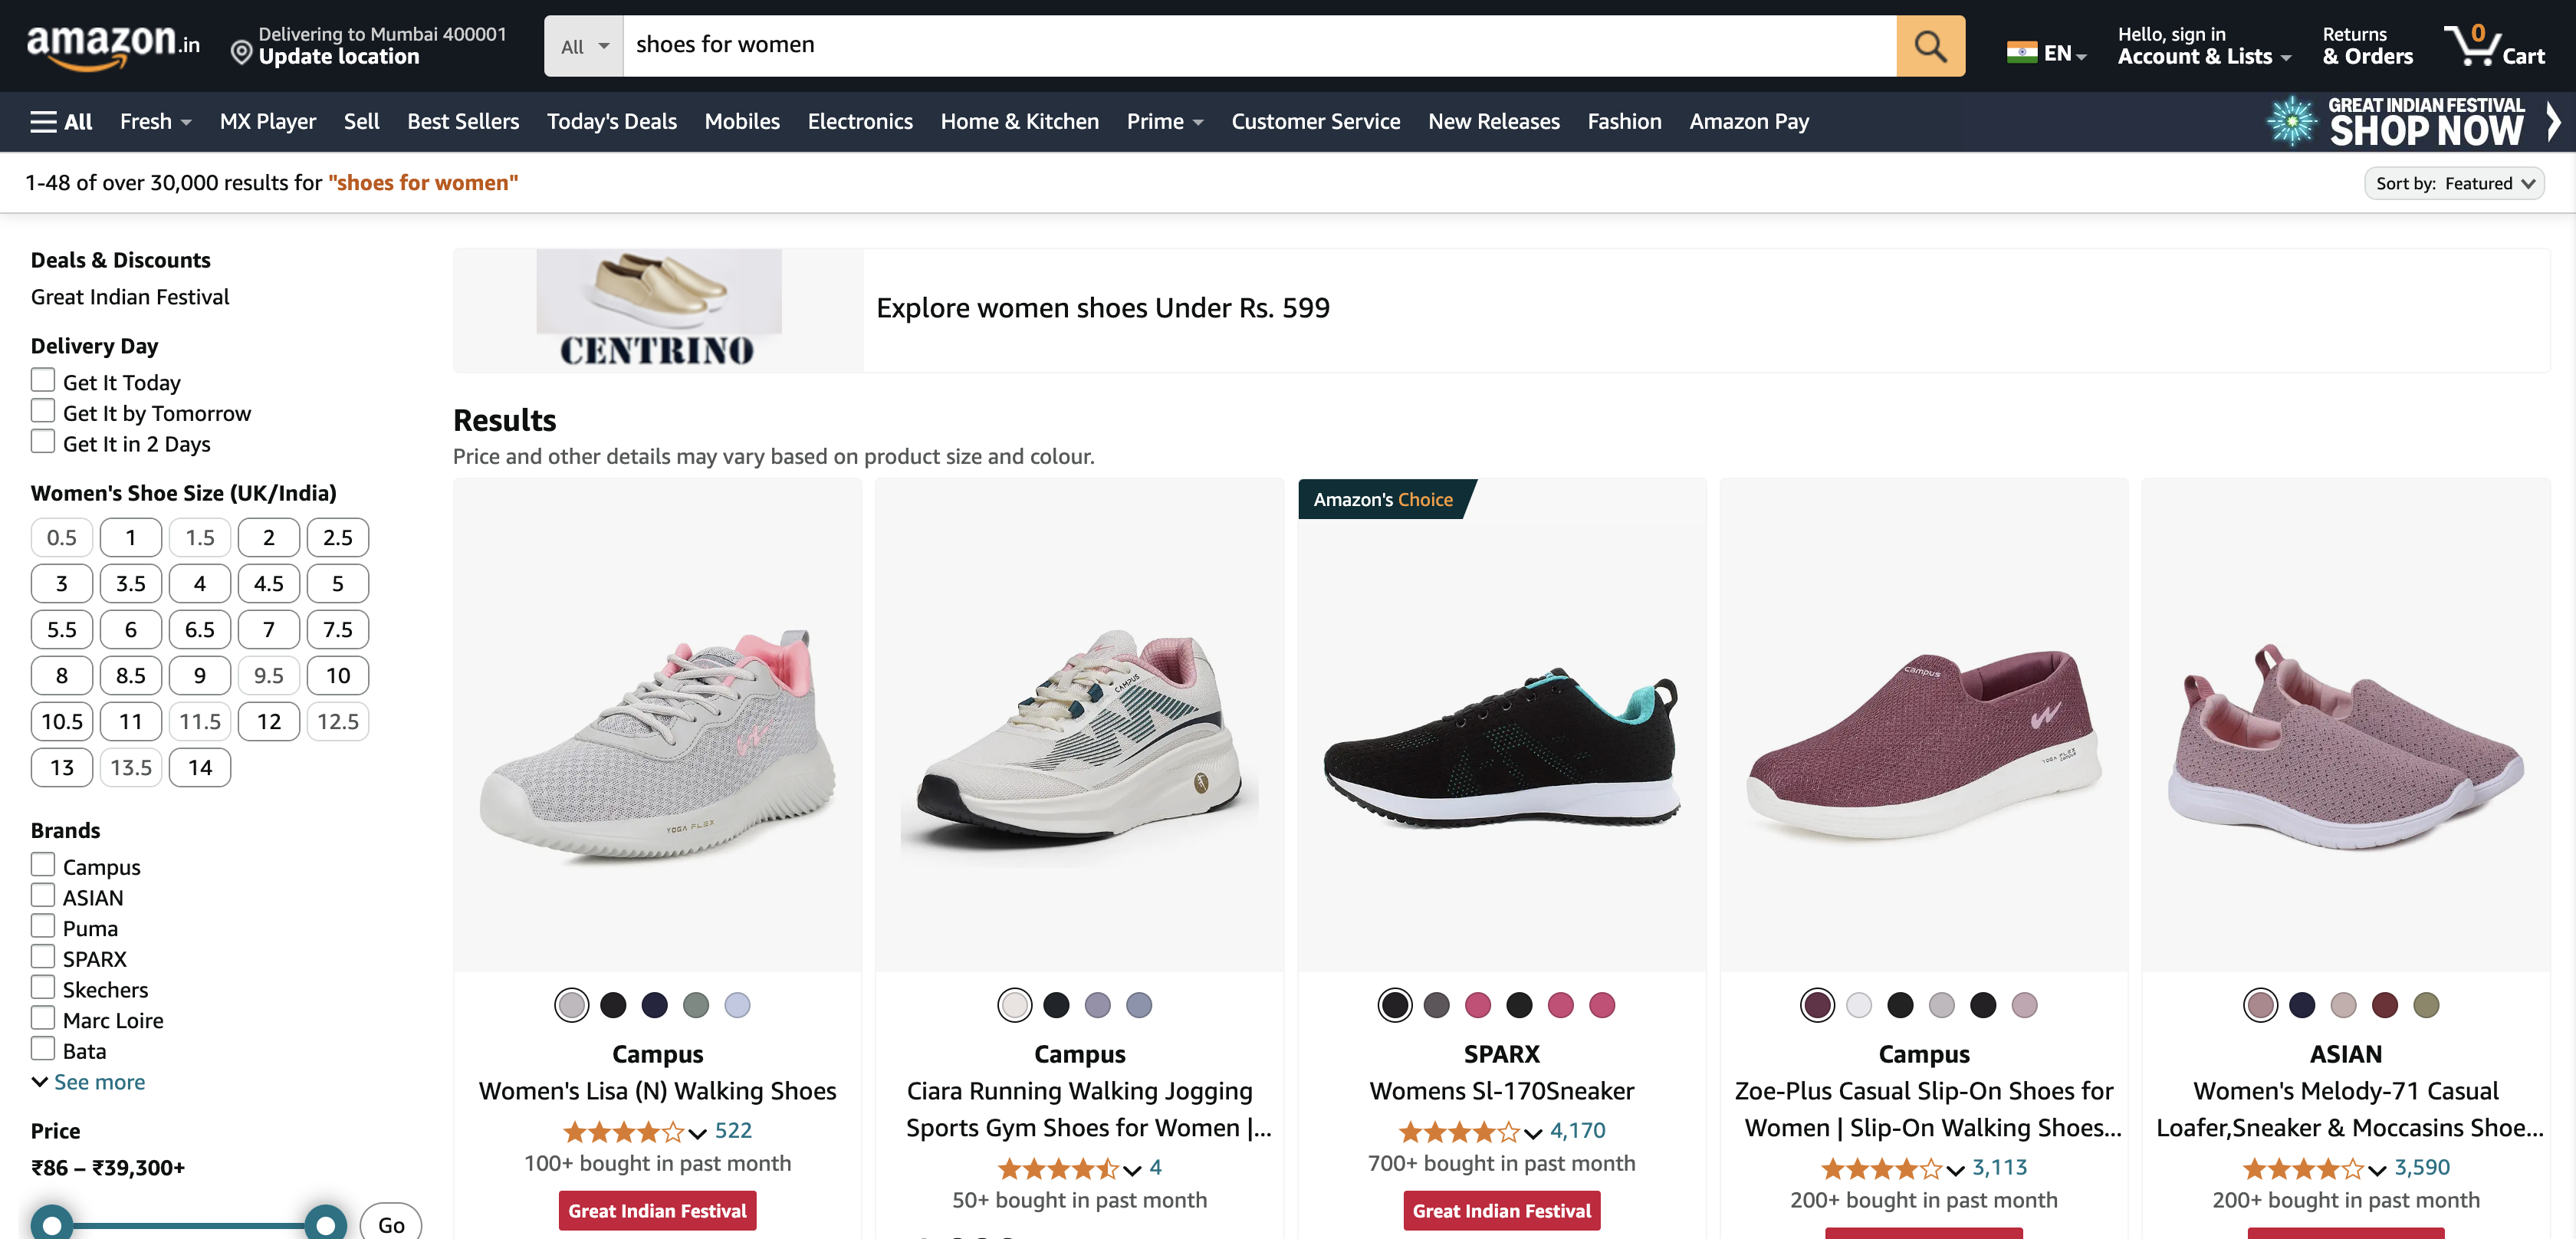 amazon.in
Delivering to Mumbai 400001
Update location
All
shoes for women
EN
Hello, sign in
Account & Lists
Returns
& Orders
0
Cart
All
Fresh
MX Player
Sell
Best Sellers
Today's Deals
Mobiles
Electronics
Home & Kitchen
Prime
Customer Service
New Releases
Fashion
Amazon Pay
GREAT INDIAN FESTIVAL
SHOP NOW
1-48 of over 30,000 results for "shoes for women"
Sort by: Featured
Deals & Discounts
Great Indian Festival
Delivery Day
Get It Today
Get It by Tomorrow
Get It in 2 Days
Women's Shoe Size (UK/India)
0.5 1 1.5 2 2.5
3 3.5 4 4.5 5
5.5 6 6.5 7 7.5
8 8.5 9 9.5 10
10.5 11 11.5 12 12.5
13 13.5 14
Brands
Campus
ASIAN
Puma
SPARX
Skechers
Marc Loire
Bata
See more
Price
₹86 – ₹39,300+
Go
CENTRINO
Explore women shoes Under Rs. 599
Results
Price and other details may vary based on product size and colour.
YOGA FLEX
Campus
Women's Lisa (N) Walking Shoes
522
100+ bought in past month
Great Indian Festival
CAMPUS
Campus
Ciara Running Walking Jogging
Sports Gym Shoes for Women |...
4
50+ bought in past month
Amazon's Choice
SPARX
Womens Sl-170Sneaker
4,170
700+ bought in past month
Great Indian Festival
campus
YOGA FLEX
Campus
Zoe-Plus Casual Slip-On Shoes for
Women | Slip-On Walking Shoes...
3,113
200+ bought in past month
ASIAN
Women's Melody-71 Casual
Loafer,Sneaker & Moccasins Shoe...
3,590
200+ bought in past month